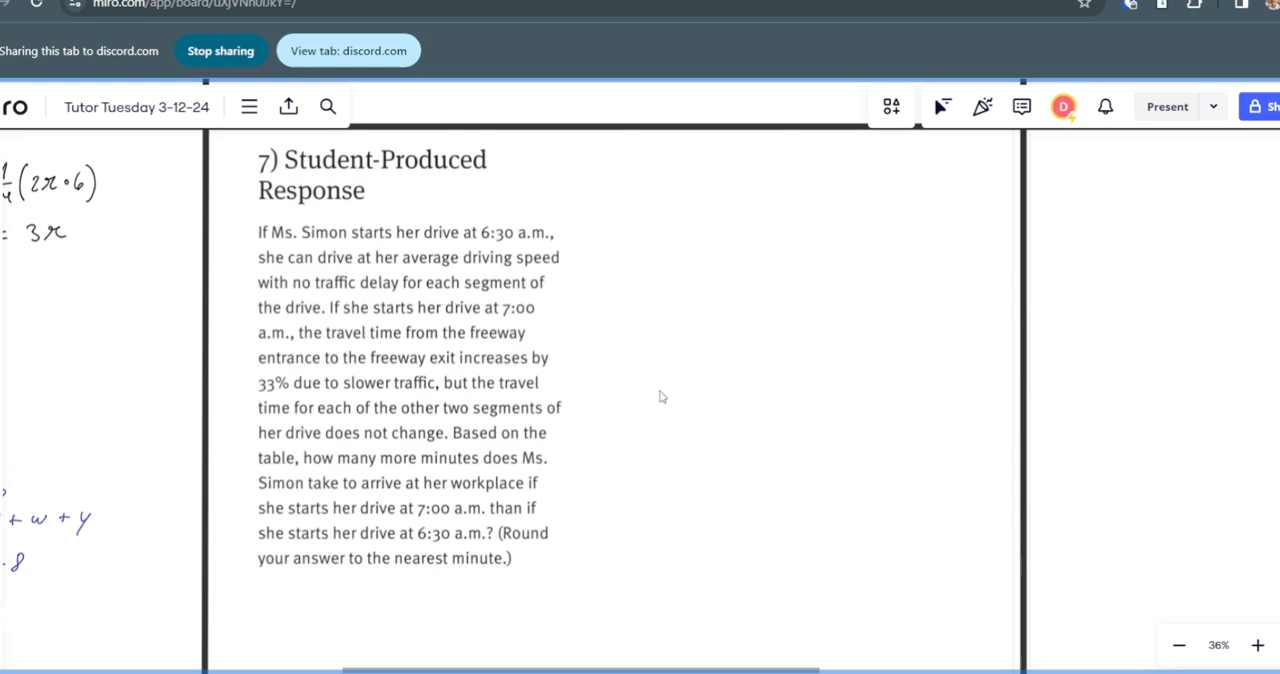 Sharing this tab to discord.com
Stop sharing
View tab: discord.com
ro
Tutor Tuesday 3-12-24
D
Present
Sh
1/4 (2π•6)
= 3π
+ w + y
8
7) Student-Produced
Response
If Ms. Simon starts her drive at 6:30 a.m.,
she can drive at her average driving speed
with no traffic delay for each segment of
the drive. If she starts her drive at 7:00
a.m., the travel time from the freeway
entrance to the freeway exit increases by
33% due to slower traffic, but the travel
time for each of the other two segments of
her drive does not change. Based on the
table, how many more minutes does Ms.
Simon take to arrive at her workplace if
she starts her drive at 7:00 a.m. than if
she starts her drive at 6:30 a.m.? (Round
your answer to the nearest minute.)
36%